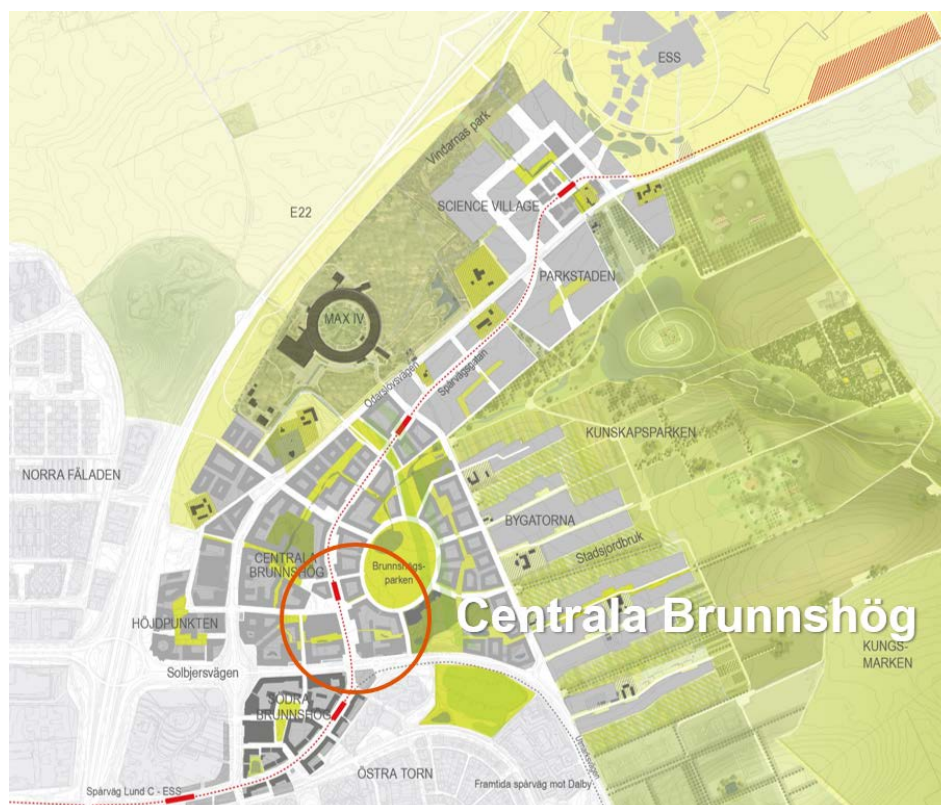 ESS
Vindarnas park
SCIENCE VILLAGE
E22
PARKSTADEN
MAX IV
Odarslövsvägen
Spårvägsgatan
KUNSKAPSPARKEN
NORRA FÄLADEN
BYGATORNA
Stadsjordbruk
CENTRALA
BRUNNSHÖG
Brunnshögs-
parken
Centrala Brunnshög
HÖJDPUNKTEN
KUNGS-
MARKEN
Solbjersvägen
SÖDRA
BRUNNSHÖG
Utmarksvägen
ÖSTRA TORN
Framtida spårväg mot Dalby
Spårväg Lund C - ESS